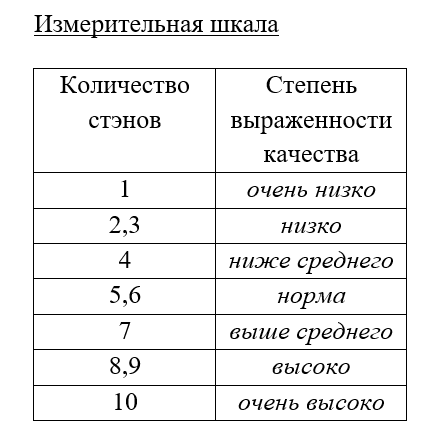 Измерительная шкала
Количество стэнов	Степень выраженности качества
1	очень низко
2,3	низко
4	ниже среднего
5,6	норма
7	выше среднего
8,9	высоко
10	очень высоко